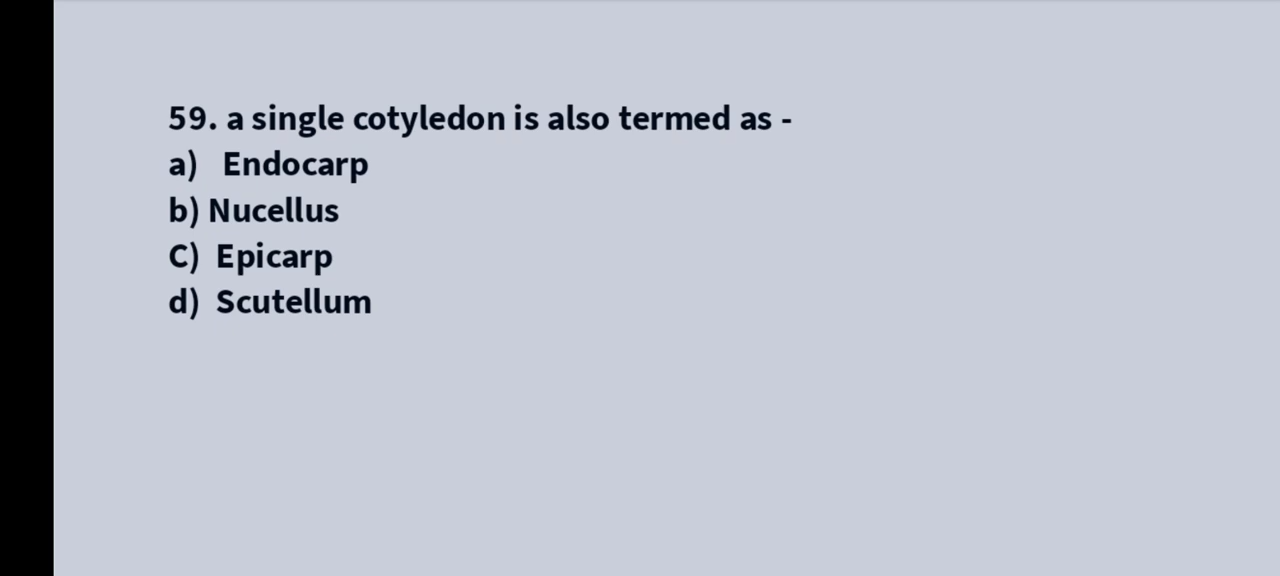 59. a single cotyledon is also termed as -
a) Endocarp
b) Nucellus
C) Epicarp
d) Scutellum